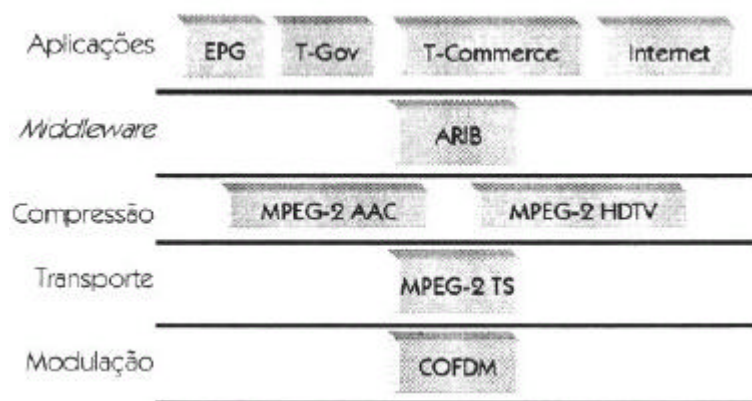 Aplicações EPG T-Gov T-Commerce Internet
Middleware ARIB
Compressão MPEG-2 AAC MPEG-2 HDTV
Transporte MPEG-2 TS
Modulação COFDM